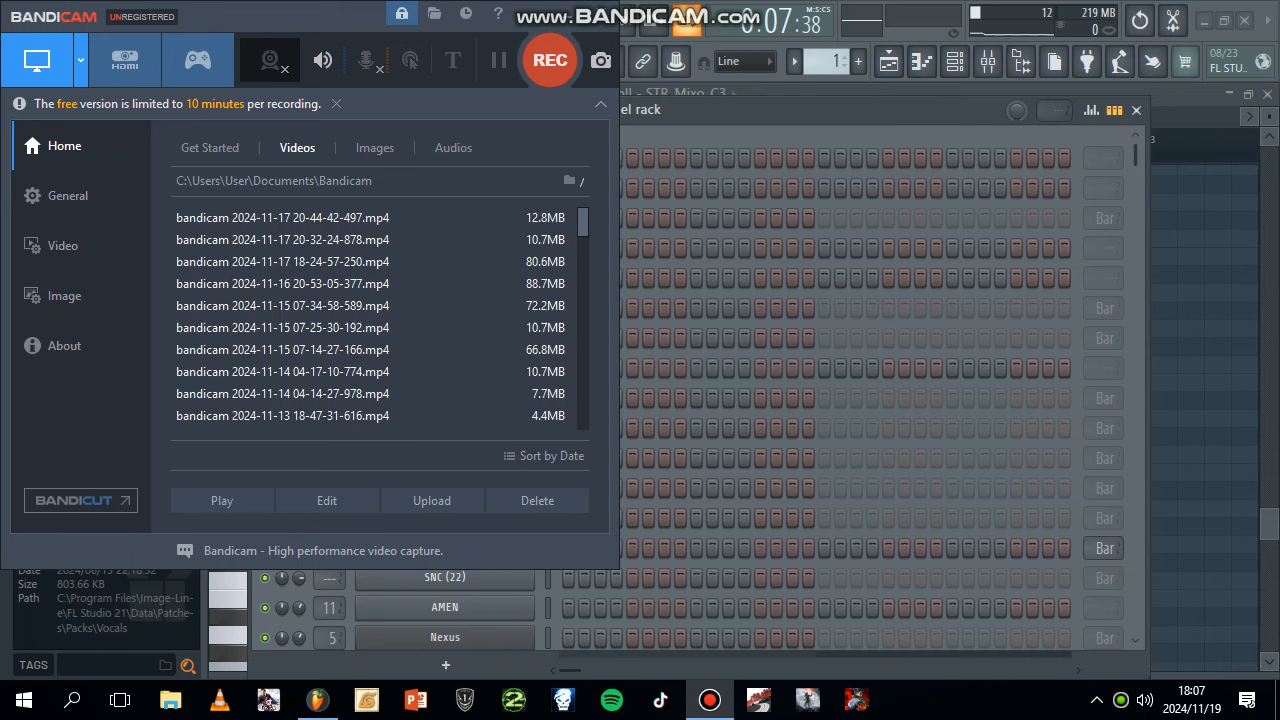 BANDICAM UNREGISTERED
www.BANDICAM.com
0:07:38
M:S:CS
12
219 MB
0
HDMI
REC
Line
1
08/23
FL STU..
The free version is limited to 10 minutes per recording.
STR_Mixo_C3
el rack
Home
General
Video
Image
About
BANDICUT
Get Started
Videos
Images
Audios
C:\Users\User\Documents\Bandicam
/
bandicam 2024-11-17 20-44-42-497.mp4 12.8MB
bandicam 2024-11-17 20-32-24-878.mp4 10.7MB
bandicam 2024-11-17 18-24-57-250.mp4 80.6MB
bandicam 2024-11-16 20-53-05-377.mp4 88.7MB
bandicam 2024-11-15 07-34-58-589.mp4 72.2MB
bandicam 2024-11-15 07-25-30-192.mp4 10.7MB
bandicam 2024-11-15 07-14-27-166.mp4 66.8MB
bandicam 2024-11-14 04-17-10-774.mp4 10.7MB
bandicam 2024-11-14 04-14-27-978.mp4 7.7MB
bandicam 2024-11-13 18-47-31-616.mp4 4.4MB
Sort by Date
Play
Edit
Upload
Delete
Bandicam - High performance video capture.
3
Bar
Bar
Bar
Bar
Bar
Bar
Bar
Bar
Bar
Bar
Bar
Bar
Size 803.66 KB
Path C:\Program Files\Image-Lin-
e\FL Studio 21\Data\Patche-
s\Packs\Vocals
TAGS
--- SNC (22)
11 AMEN
5 Nexus
+
18:07
2024/11/19